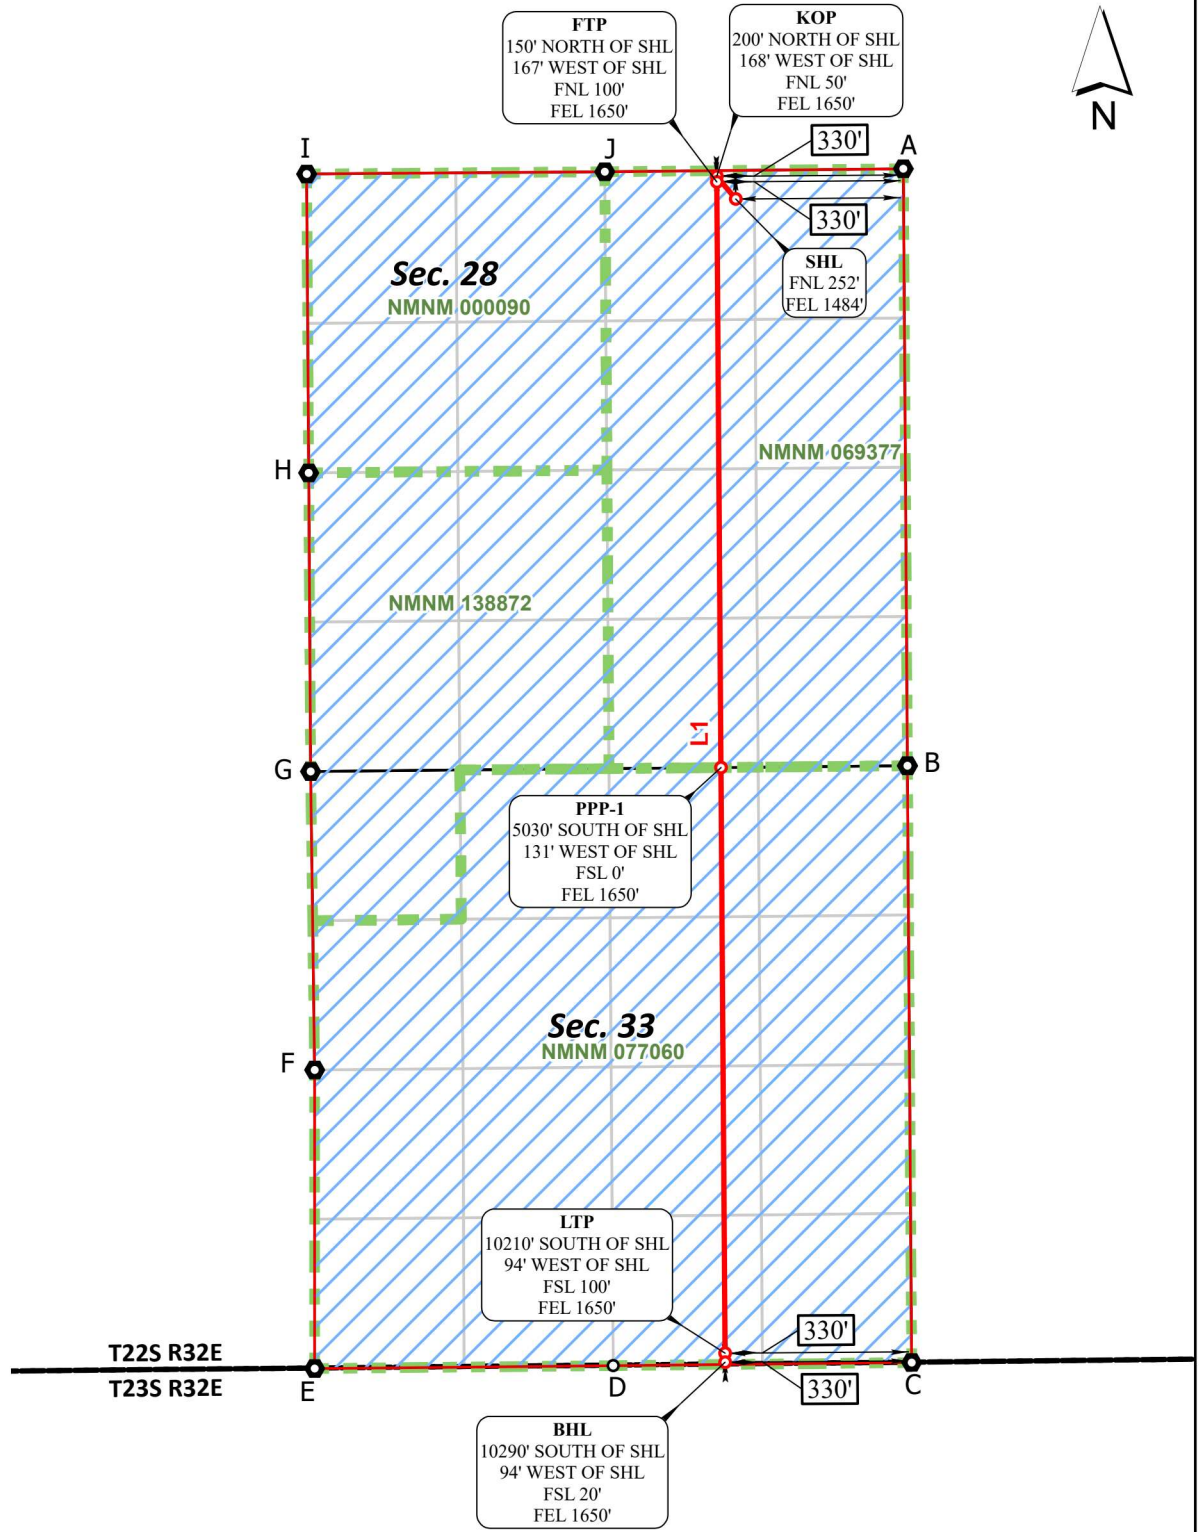 FTP
150' NORTH OF SHL
167' WEST OF SHL
FNL 100'
FEL 1650'
KOP
200' NORTH OF SHL
168' WEST OF SHL
FNL 50'
FEL 1650'
N
330'
I
J
A
330'
SHL
FNL 252'
FEL 1484'
Sec. 28
NMNM 000090
NMNM 069377
H
NMNM 138872
L1
G
B
PPP-1
5030' SOUTH OF SHL
131' WEST OF SHL
FSL 0'
FEL 1650'
Sec. 33
NMNM 077060
F
LTP
10210' SOUTH OF SHL
94' WEST OF SHL
FSL 100'
FEL 1650'
330'
T22S R32E
T23S R32E
E
D
330'
C
BHL
10290' SOUTH OF SHL
94' WEST OF SHL
FSL 20'
FEL 1650'